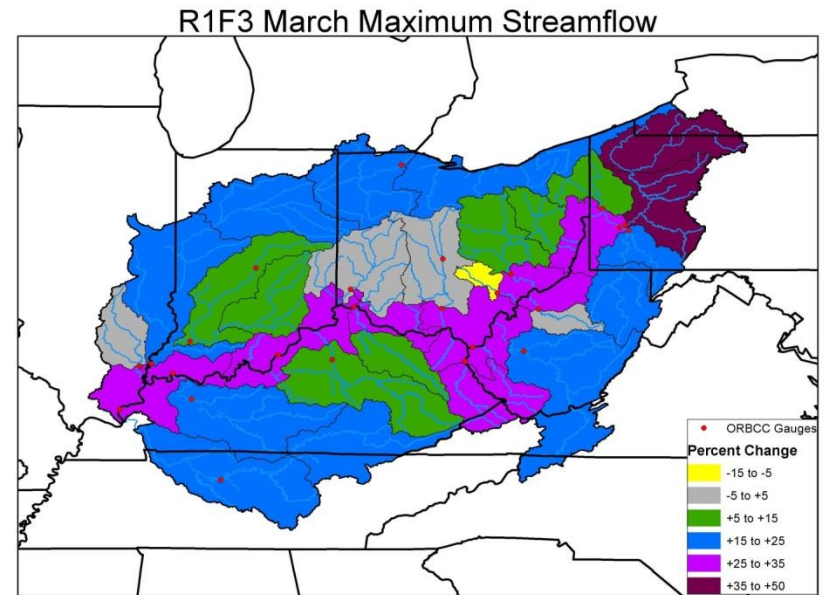 R1F3 March Maximum Streamflow
ORBCC Gauges
Percent Change
-15 to -5
-5 to +5
+5 to +15
+15 to +25
+25 to +35
+35 to +50